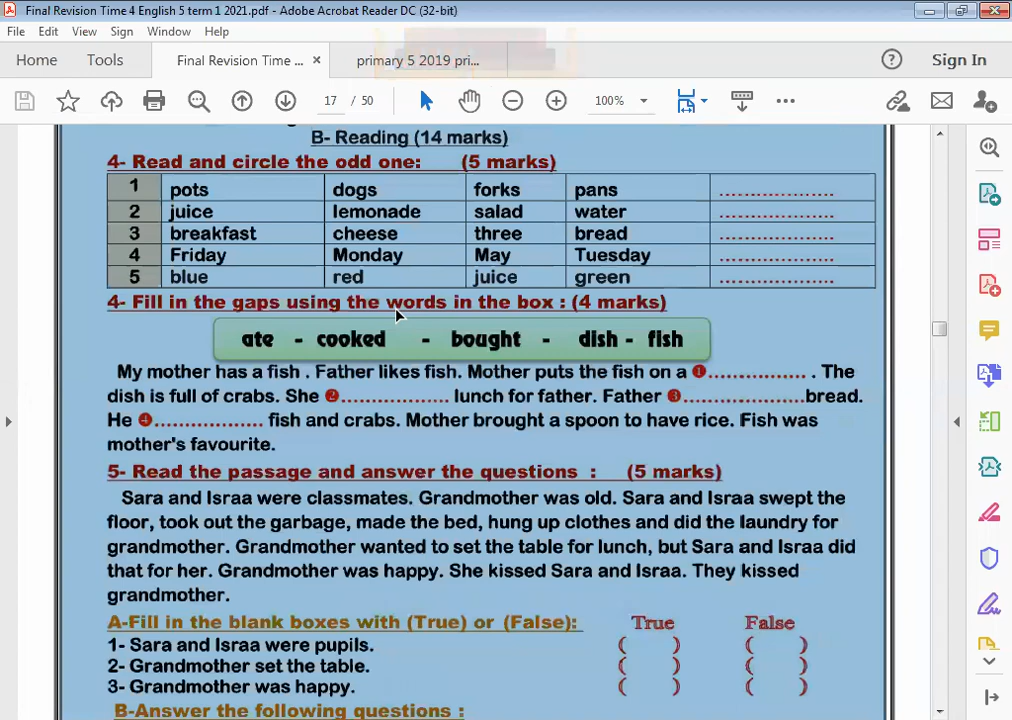 Final Revision Time 4 English 5 term 1 2021.pdf - Adobe Acrobat Reader DC (32-bit)
File Edit View Sign Window Help
Home Tools Final Revision Time ... × primary 5 2019 pri... Sign In
17 / 50 100%
B- Reading (14 marks)
4- Read and circle the odd one: (5 marks)
1 pots dogs forks pans ...................
2 juice lemonade salad water ...................
3 breakfast cheese three bread ...................
4 Friday Monday May Tuesday ...................
5 blue red juice green ...................
4- Fill in the gaps using the words in the box : (4 marks)
ate - cooked - bought - dish - fish
My mother has a fish . Father likes fish. Mother puts the fish on a ❶................ . The
dish is full of crabs. She ❷.................. lunch for father. Father ❸....................bread.
He ❹.................. fish and crabs. Mother brought a spoon to have rice. Fish was
mother's favourite.
5- Read the passage and answer the questions : (5 marks)
Sara and Israa were classmates. Grandmother was old. Sara and Israa swept the
floor, took out the garbage, made the bed, hung up clothes and did the laundry for
grandmother. Grandmother wanted to set the table for lunch, but Sara and Israa did
that for her. Grandmother was happy. She kissed Sara and Israa. They kissed
grandmother.
A-Fill in the blank boxes with (True) or (False): True False
1- Sara and Israa were pupils. ( ) ( )
2- Grandmother set the table. ( ) ( )
3- Grandmother was happy. ( ) ( )
B-Answer the following questions :